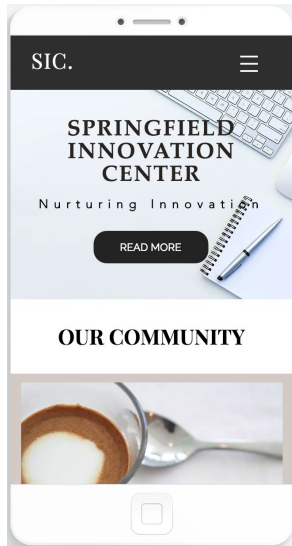 SIC.
SPRINGFIELD
INNOVATION
CENTER
Nurturing Innovation
READ MORE
OUR COMMUNITY